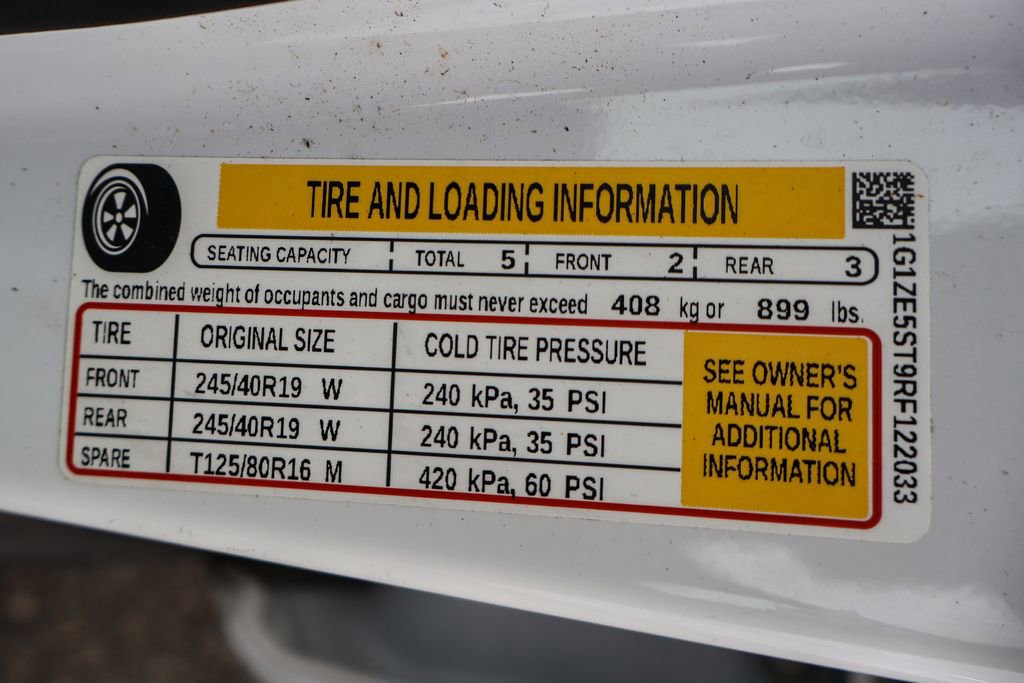 TIRE AND LOADING INFORMATION
SEATING CAPACITY TOTAL 5 FRONT 2 REAR 3
The combined weight of occupants and cargo must never exceed 408 kg or 899 lbs.
TIRE ORIGINAL SIZE COLD TIRE PRESSURE
FRONT 245/40R19 W 240 kPa, 35 PSI
REAR 245/40R19 W 240 kPa, 35 PSI
SPARE T125/80R16 M 420 kPa, 60 PSI
SEE OWNER'S
MANUAL FOR
ADDITIONAL
INFORMATION
1G1ZE5ST9RF122033